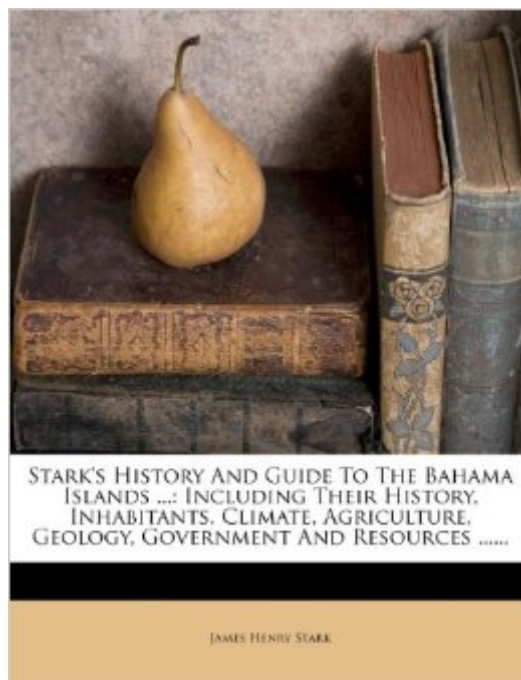 Stark's History And Guide To The Bahama
Islands ...: Including Their History,
Inhabitants, Climate, Agriculture,
Geology, Government And Resources ......
James Henry Stark